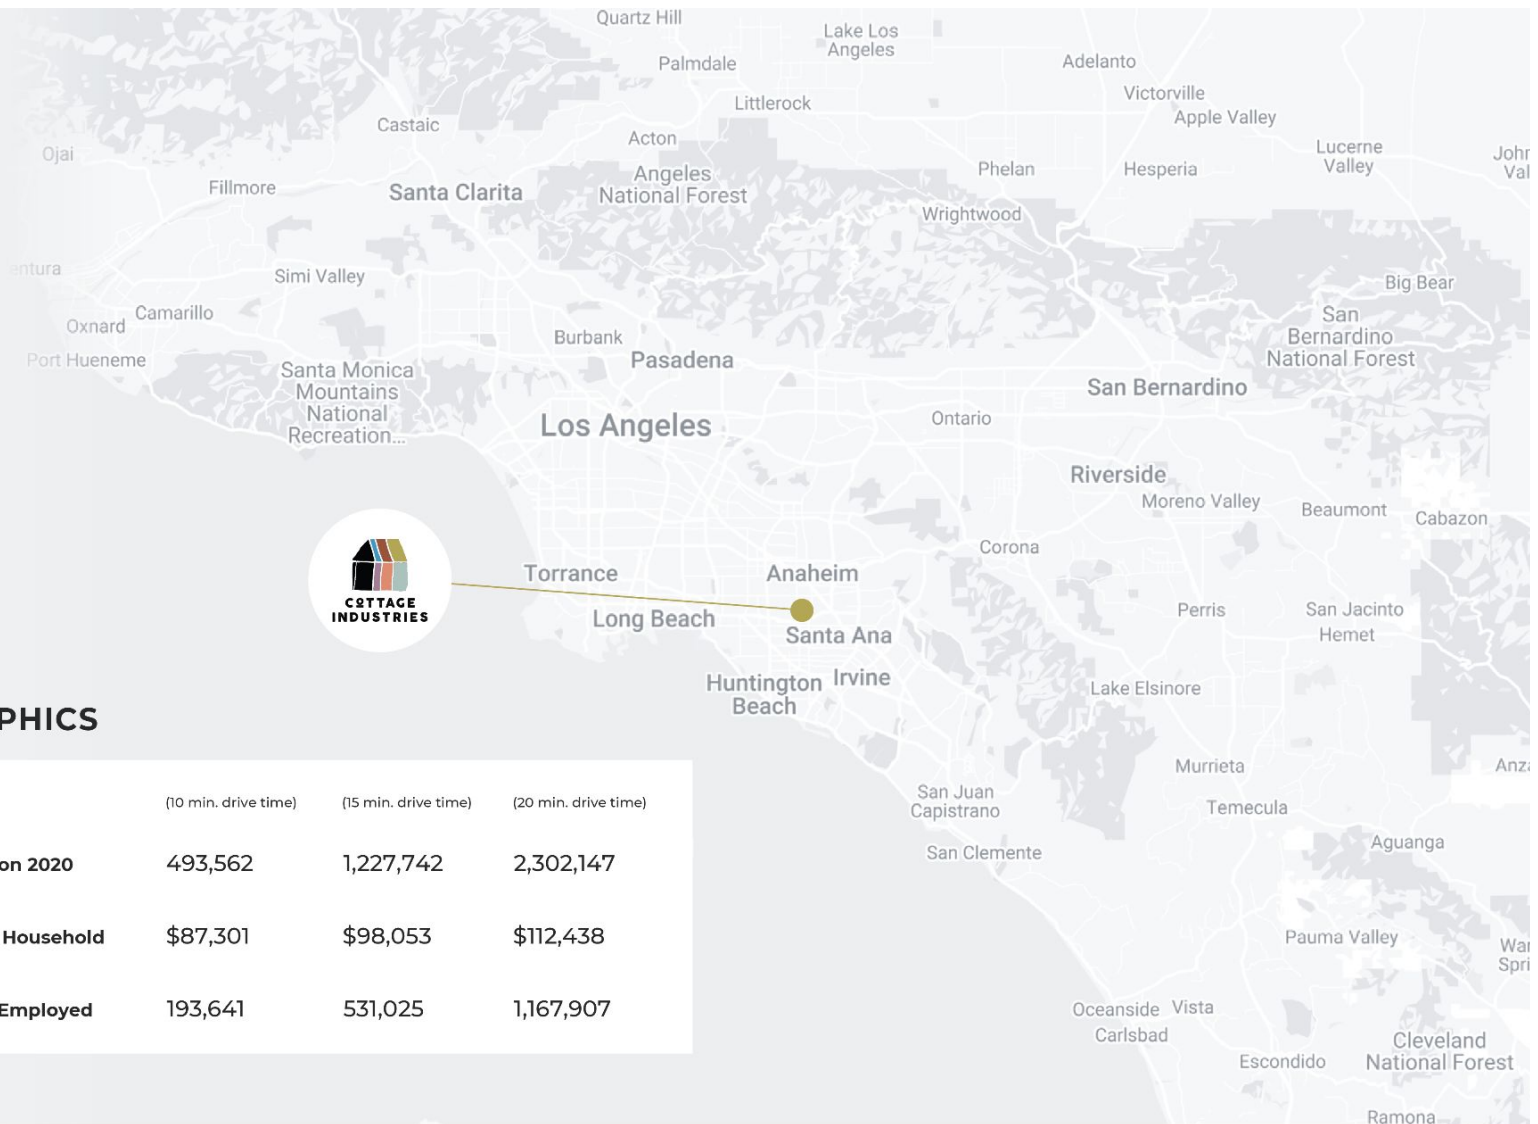 Quartz Hill
Lake Los
Angeles
Palmdale
Adelanto
Littlerock
Victorville
Apple Valley
Castaic
Acton
Ojai
Lucerne
Valley
Phelan
Hesperia
Angeles
National Forest
Fillmore
Santa Clarita
Wrightwood
entura
Simi Valley
Big Bear
Camarillo
Oxnard
San
Bernardino
National Forest
Burbank
Port Hueneme
Pasadena
Santa Monica
Mountains
National
Recreation...
San Bernardino
Los Angeles
Ontario
Riverside
Moreno Valley
Beaumont
Cabazon
Corona
Torrance
Anaheim
COTTAGE
INDUSTRIES
Long Beach
Perris
San Jacinto
Hemet
Santa Ana
Huntington
Beach
Irvine
Lake Elsinore
PHICS
Murrieta
Anza
San Juan
Capistrano
Temecula
(10 min. drive time) (15 min. drive time) (20 min. drive time)
Aguanga
San Clemente
on 2020 493,562 1,227,742 2,302,147
Household $87,301 $98,053 $112,438
Pauma Valley
Employed 193,641 531,025 1,167,907
Oceanside
Vista
Carlsbad
Cleveland
National Forest
Escondido
Ramona